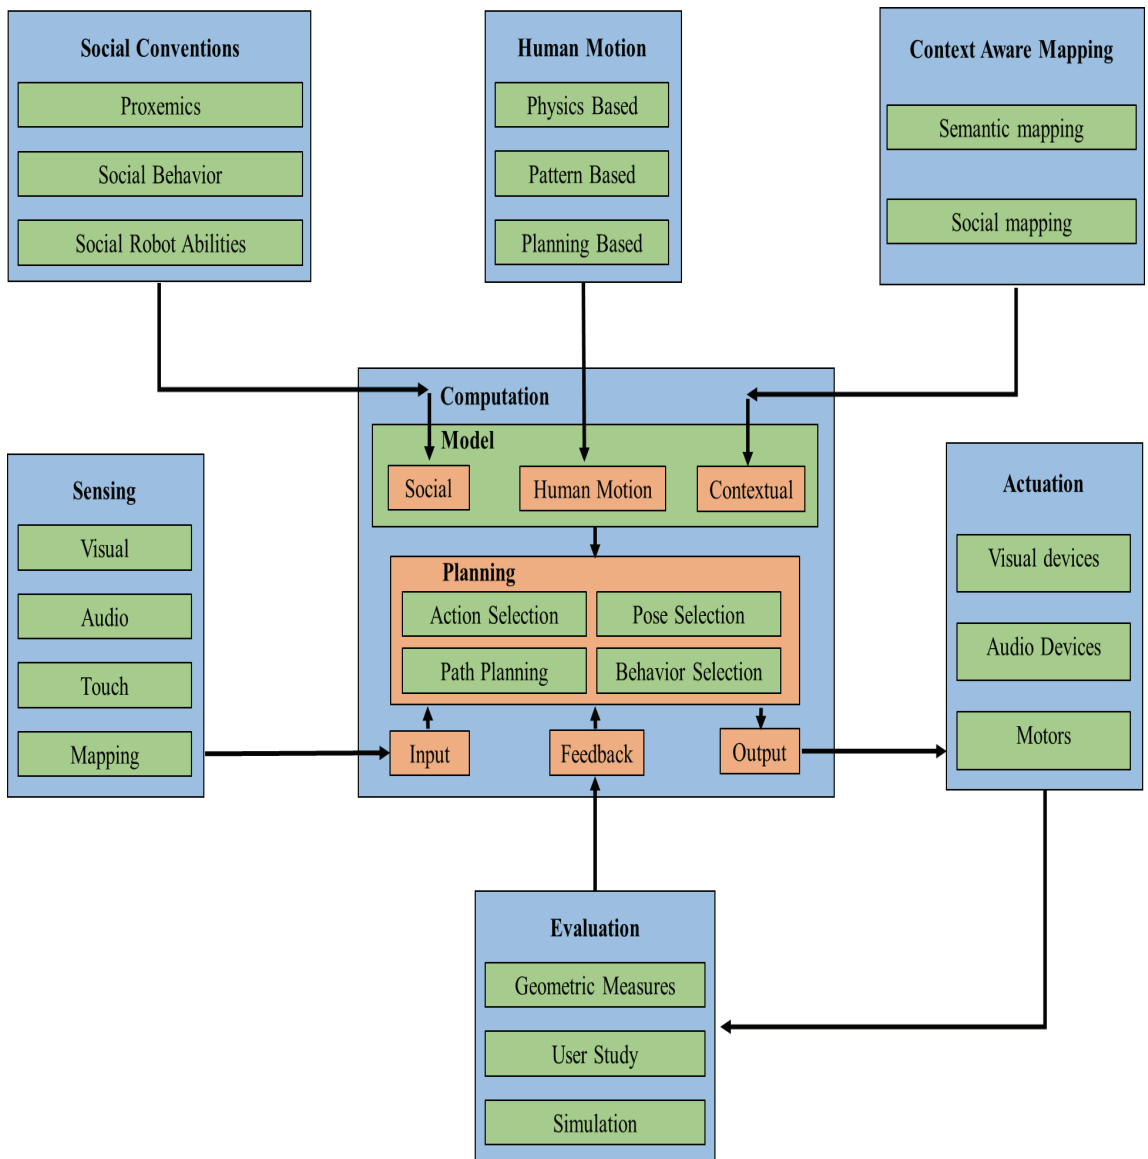 Social Conventions
Proxemics
Social Behavior
Social Robot Abilities
Human Motion
Physics Based
Pattern Based
Planning Based
Context Aware Mapping
Semantic mapping
Social mapping
Computation
Model
Social
Human Motion
Contextual
Planning
Action Selection
Pose Selection
Path Planning
Behavior Selection
Input
Feedback
Output
Sensing
Visual
Audio
Touch
Mapping
Actuation
Visual devices
Audio Devices
Motors
Evaluation
Geometric Measures
User Study
Simulation